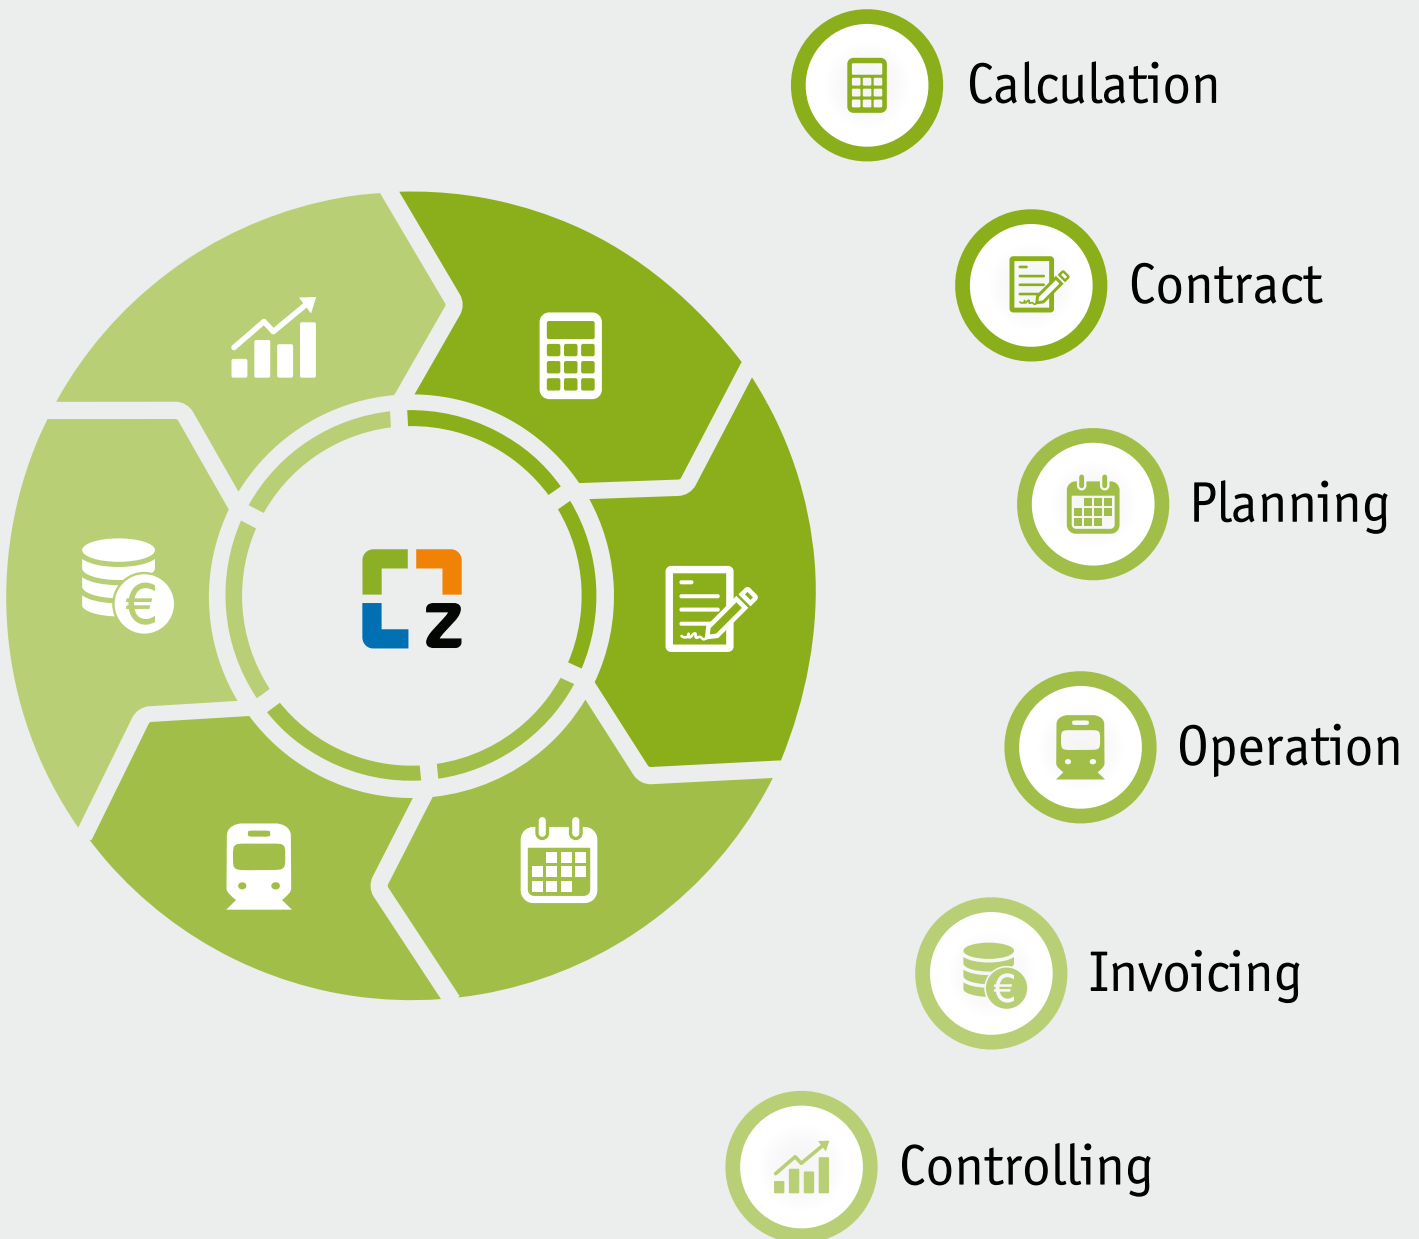 Calculation
Contract
Planning
Operation
Invoicing
Controlling
z
€
€